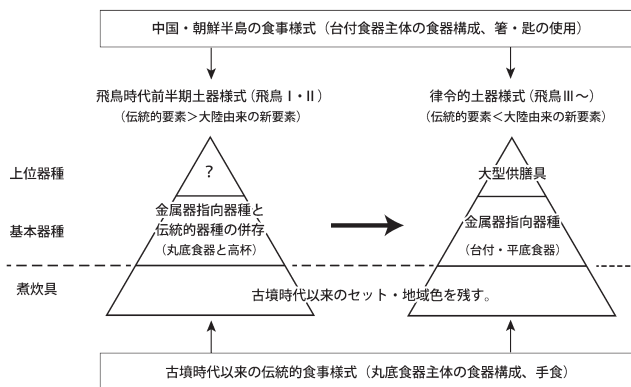 中国・朝鮮半島の食事様式（台付食器主体の食器構成、箸・匙の使用）
飛鳥時代前半期土器様式（飛鳥Ⅰ・Ⅱ）
（伝統的要素＞大陸由来の新要素）
律令的土器様式（飛鳥Ⅲ〜）
（伝統的要素＜大陸由来の新要素）
上位器種
？
大型供膳具
基本器種
金属器指向器種と
伝統的器種の併存
（丸底食器と高杯）
金属器指向器種
（台付・平底食器）
煮炊具
古墳時代以来のセット・地域色を残す。
古墳時代以来の伝統的食事様式（丸底食器主体の食器構成、手食）